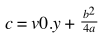 c = v0.y + b²/4a